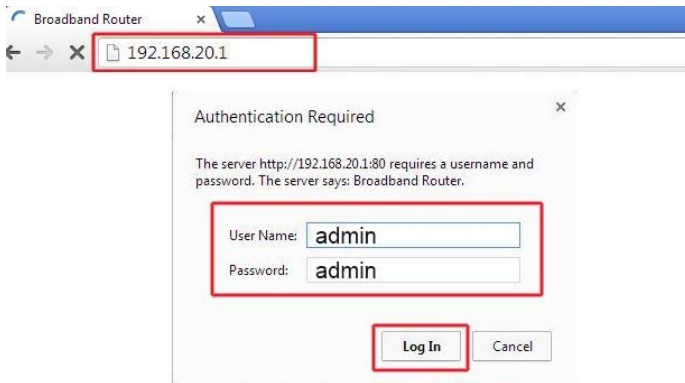 Broadband Router
192.168.20.1
Authentication Required
The server http://192.168.20.1:80 requires a username and
password. The server says: Broadband Router.
User Name: admin
Password: admin
Log In Cancel